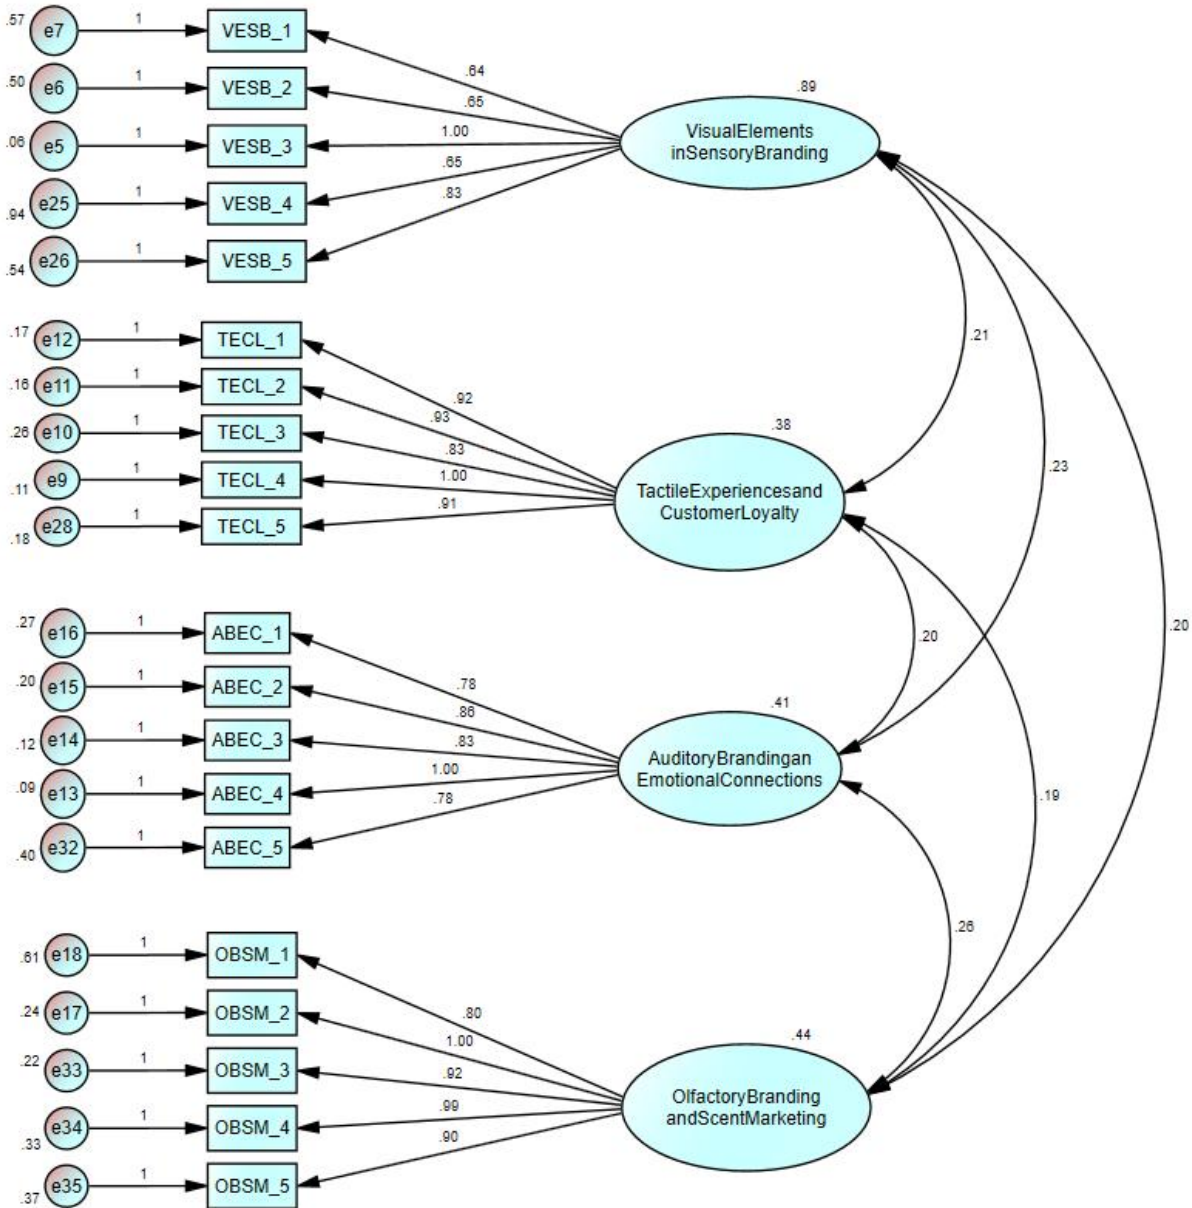 .57 e7 1 VESB_1
.64
.50 e6 1 VESB_2
.65
.89
VisualElements
inSensoryBranding
.06 e5 1 VESB_3
1.00
.94 e25 1 VESB_4
.65
.83
.54 e26 1 VESB_5
.17 e12 1 TECL_1
.21
.16 e11 1 TECL_2
.92
.93
.38
.26 e10 1 TECL_3
.83
.23
.11 e9 1 TECL_4
1.00
TactileExperiencesand
CustomerLoyalty
.18 e28 1 TECL_5
.91
.27 e16 1 ABEC_1
.20
.20
.20 e15 1 ABEC_2
.78
.86
.41
.12 e14 1 ABEC_3
.83
AuditoryBrandingan
EmotionalConnections
.09 e13 1 ABEC_4
1.00
.19
.40 e32 1 ABEC_5
.78
.26
.61 e18 1 OBSM_1
.24 e17 1 OBSM_2
.80
1.00
.44
.22 e33 1 OBSM_3
.92
OlfactoryBranding
andScentMarketing
.33 e34 1 OBSM_4
.99
.90
.37 e35 1 OBSM_5